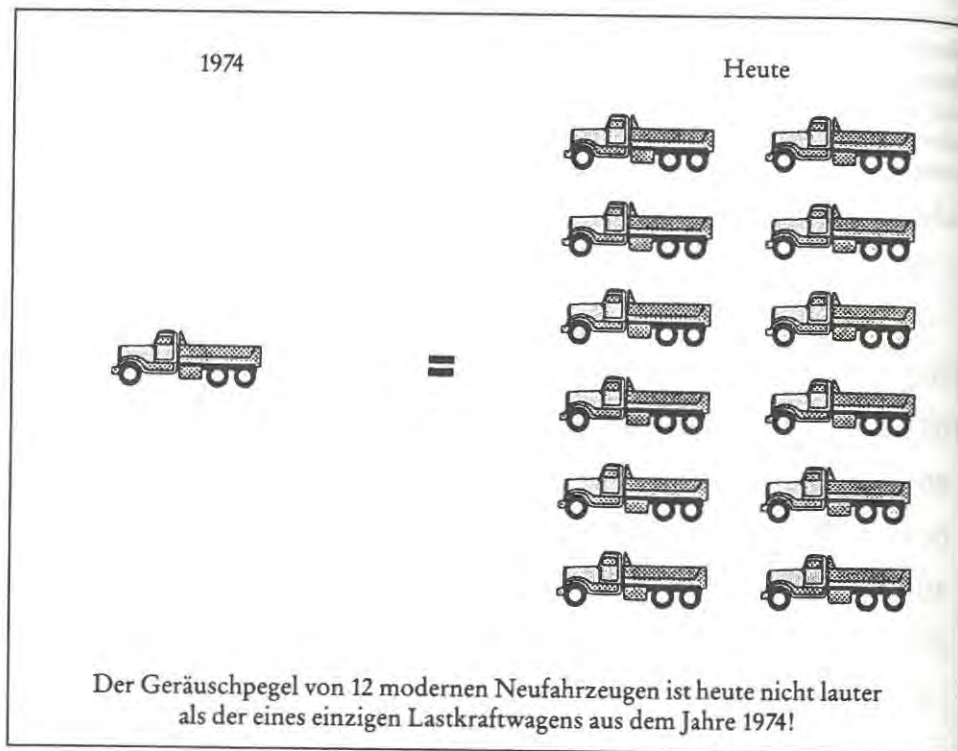 1974
Heute
=
Der Geräuschpegel von 12 modernen Neufahrzeugen ist heute nicht lauter
als der eines einzigen Lastkraftwagens aus dem Jahre 1974!